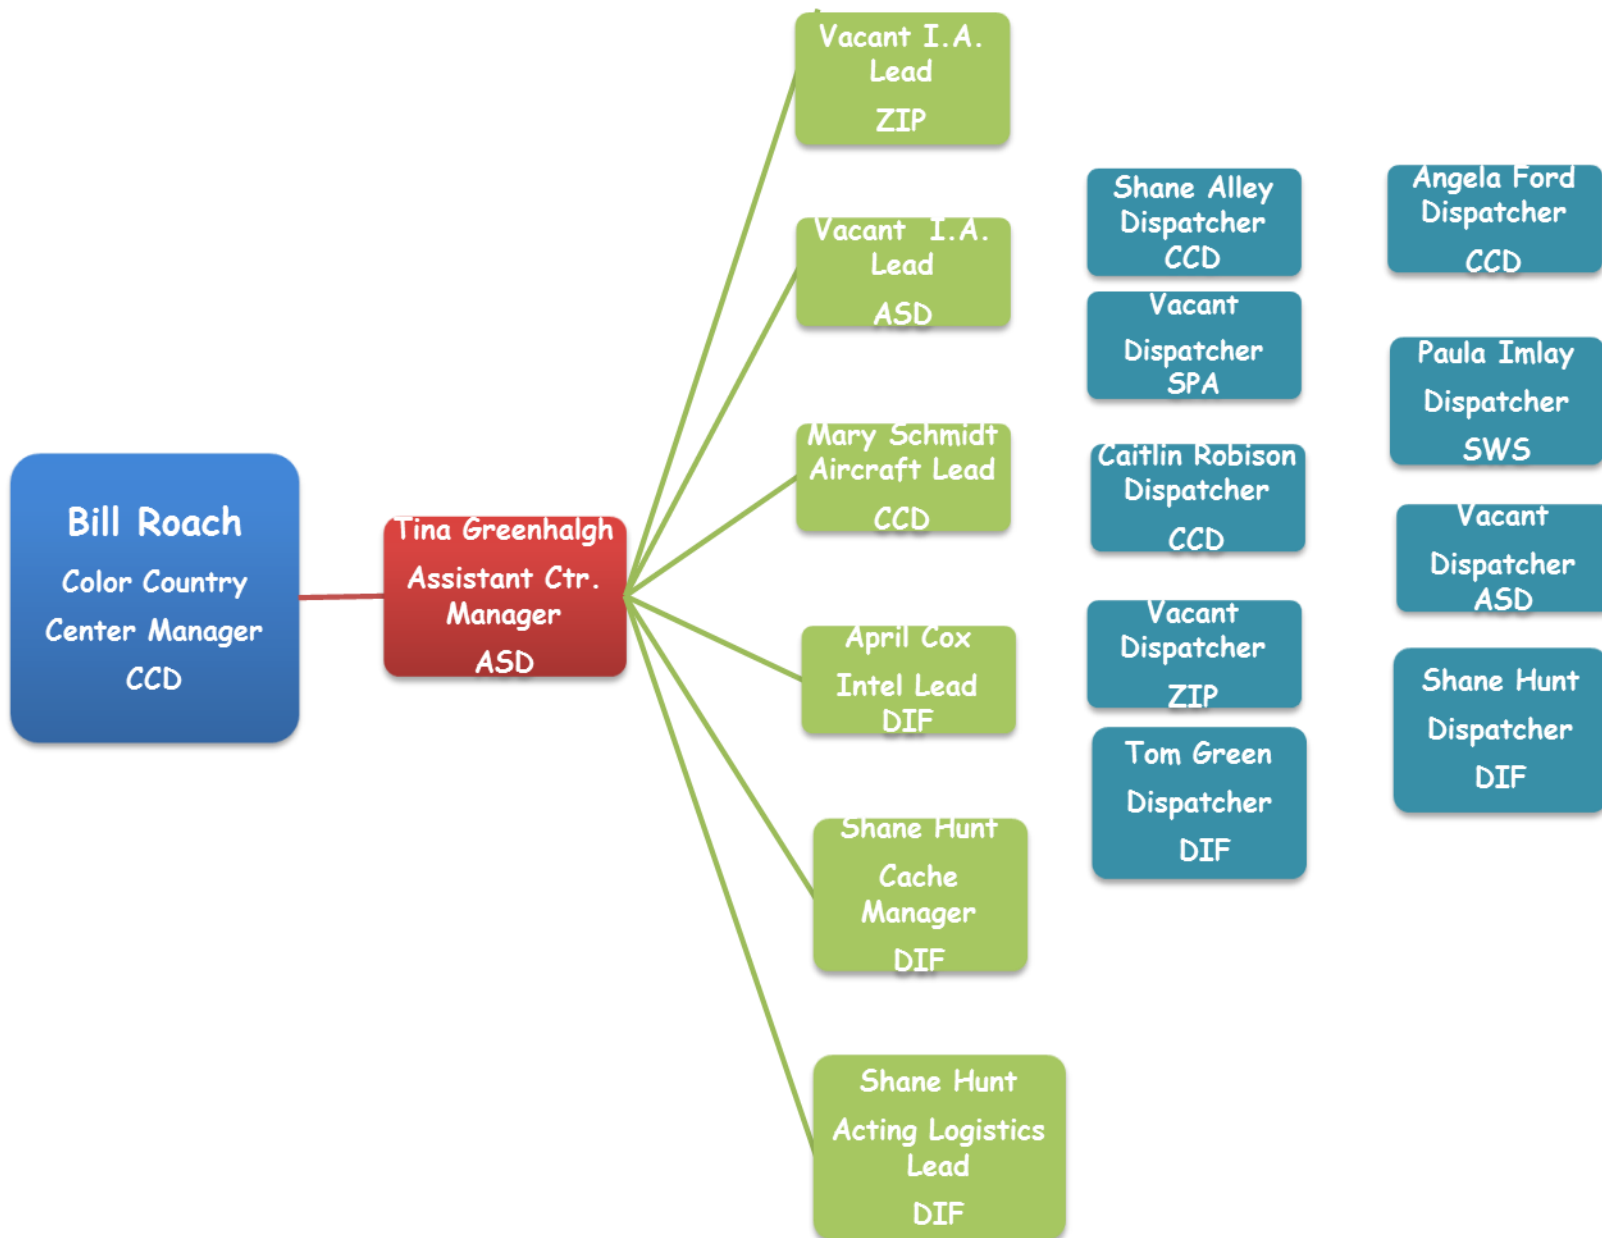 Bill Roach
Color Country
Center Manager
CCD
Tina Greenhalgh
Assistant Ctr.
Manager
ASD
Vacant I.A.
Lead
ZIP
Vacant I.A.
Lead
ASD
Mary Schmidt
Aircraft Lead
CCD
April Cox
Intel Lead
DIF
Shane Hunt
Cache
Manager
DIF
Shane Hunt
Acting Logistics
Lead
DIF
Shane Alley
Dispatcher
CCD
Vacant
Dispatcher
SPA
Caitlin Robison
Dispatcher
CCD
Vacant
Dispatcher
ZIP
Tom Green
Dispatcher
DIF
Angela Ford
Dispatcher
CCD
Paula Imlay
Dispatcher
SWS
Vacant
Dispatcher
ASD
Shane Hunt
Dispatcher
DIF